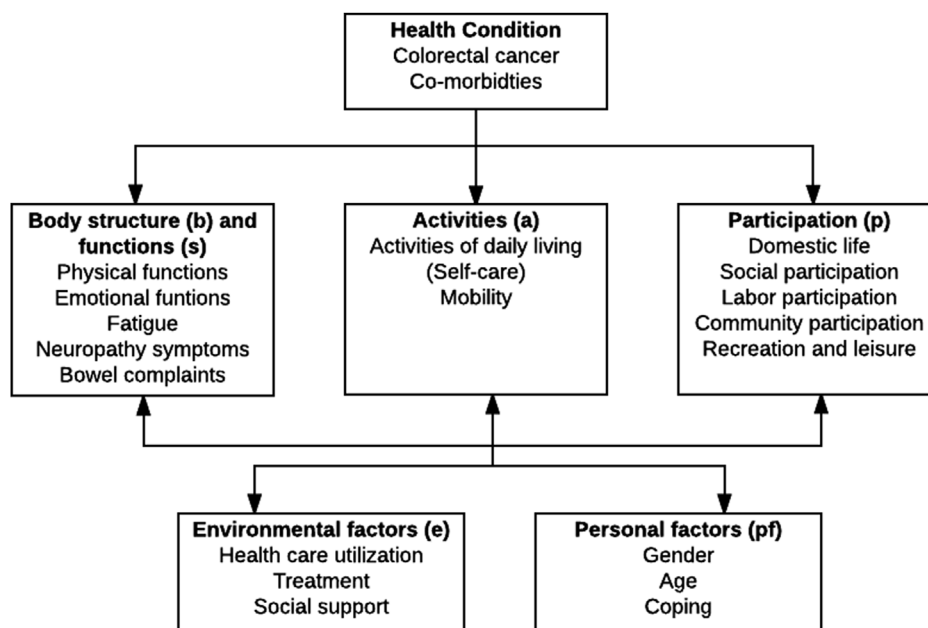 Health Condition
Colorectal cancer
Co-morbidties
Body structure (b) and
functions (s)
Physical functions
Emotional funtions
Fatigue
Neuropathy symptoms
Bowel complaints
Activities (a)
Activities of daily living
(Self-care)
Mobility
Participation (p)
Domestic life
Social participation
Labor participation
Community participation
Recreation and leisure
Environmental factors (e)
Health care utilization
Treatment
Social support
Personal factors (pf)
Gender
Age
Coping